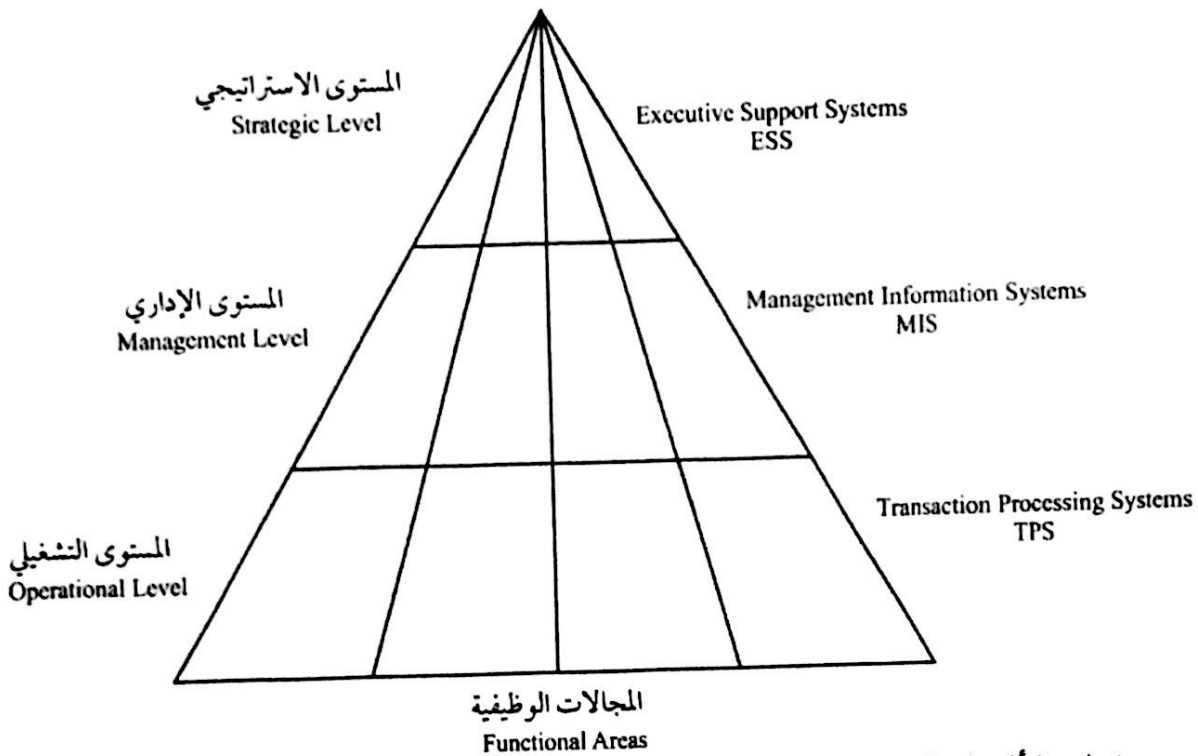 المستوى الاستراتيجي
Strategic Level
Executive Support Systems
ESS
المستوى الإداري
Management Level
Management Information Systems
MIS
المستوى التشغيلي
Operational Level
Transaction Processing Systems
TPS
المجالات الوظيفية
Functional Areas